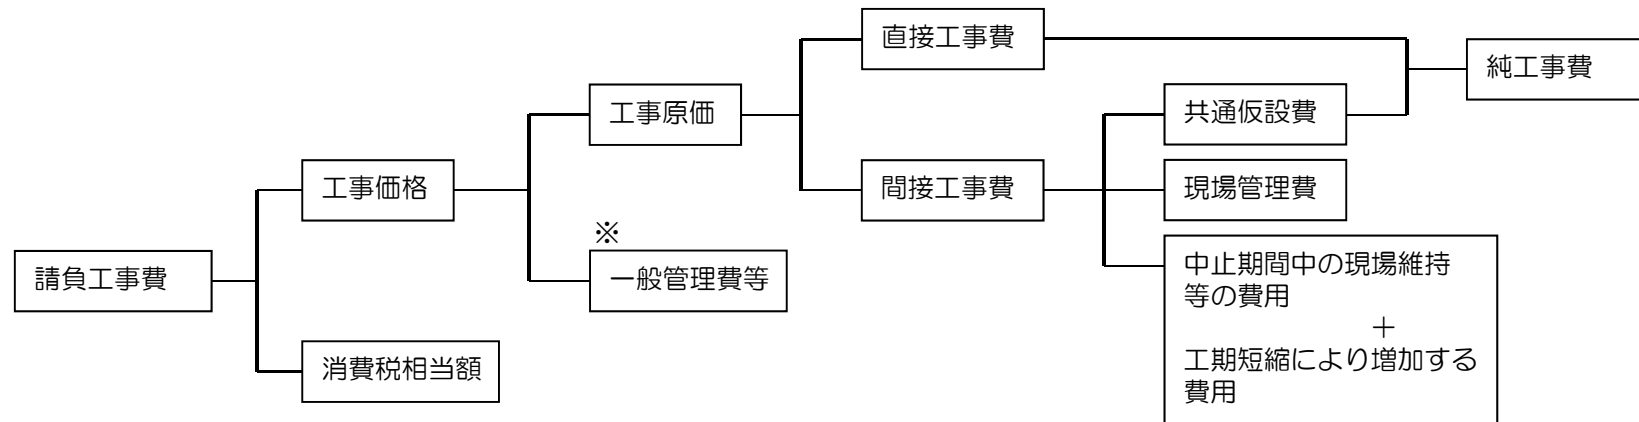 直接工事費
純工事費
工事原価
共通仮設費
工事価格
間接工事費
現場管理費
※
請負工事費
一般管理費等
中止期間中の現場維持
等の費用
＋
工期短縮により増加する
費用
消費税相当額